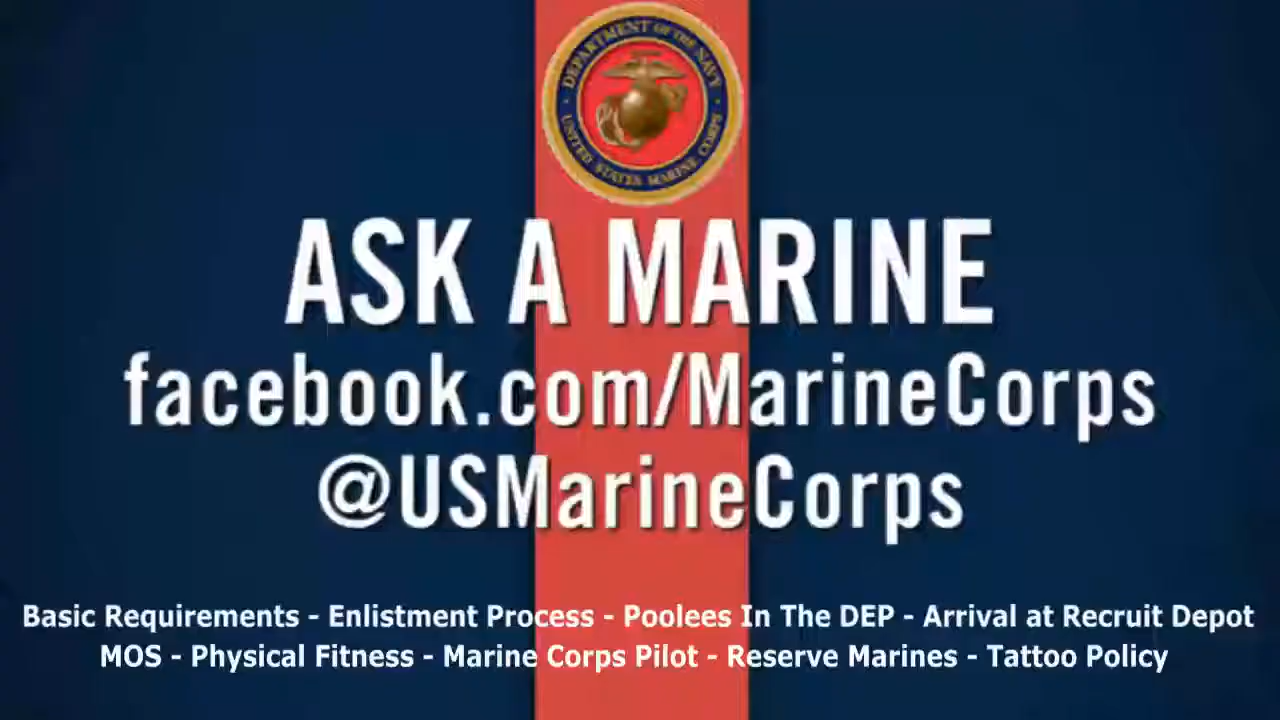 DEPARTMENT OF THE NAVY
UNITED STATES MARINE CORPS
ASK A MARINE
facebook.com/MarineCorps
@USMarineCorps
Basic Requirements - Enlistment Process - Poolees In The DEP - Arrival at Recruit Depot
MOS - Physical Fitness - Marine Corps Pilot - Reserve Marines - Tattoo Policy